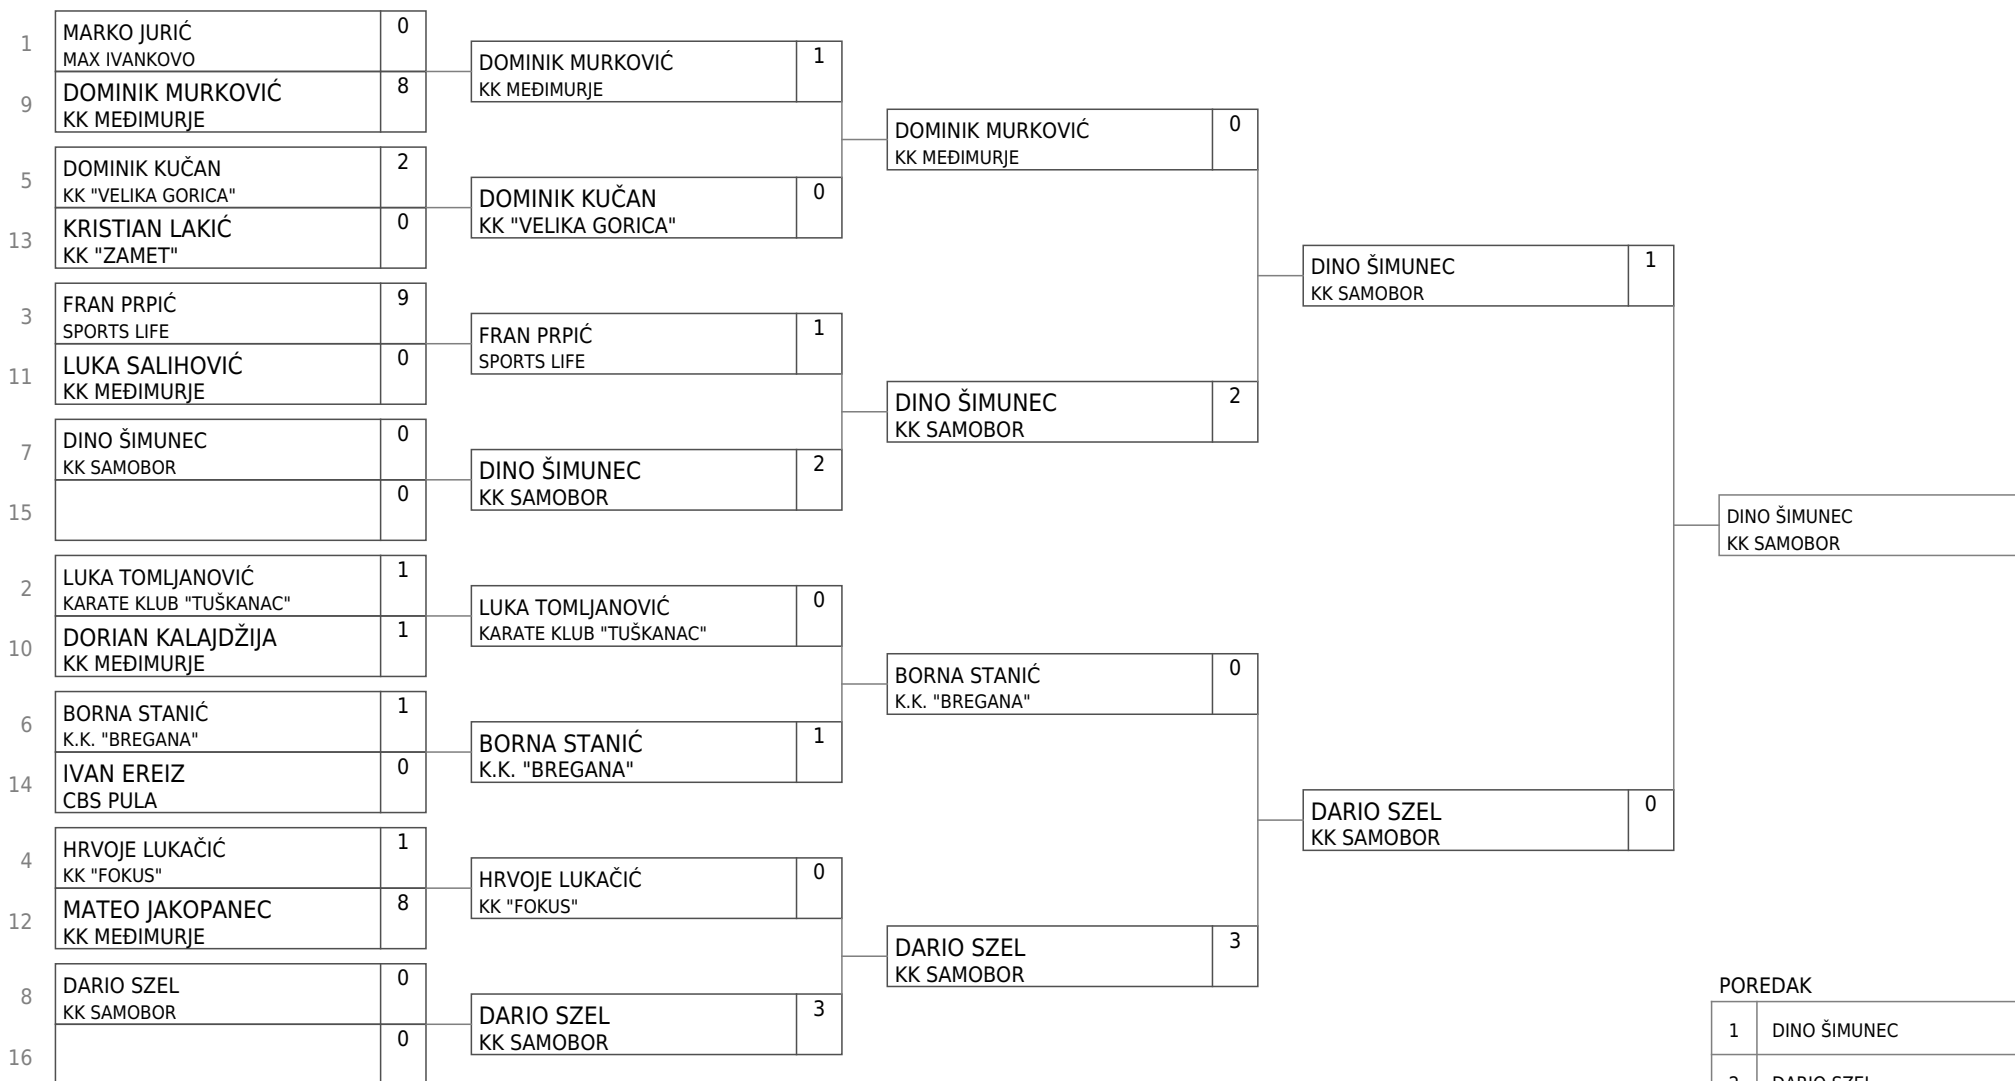 1
MARKO JURIĆ
MAX IVANKOVO
0
9
DOMINIK MURKOVIĆ
KK MEĐIMURJE
8
5
DOMINIK KUČAN
KK "VELIKA GORICA"
2
13
KRISTIAN LAKIĆ
KK "ZAMET"
0
3
FRAN PRPIĆ
SPORTS LIFE
9
11
LUKA SALIHOVIĆ
KK MEĐIMURJE
0
7
DINO ŠIMUNEC
KK SAMOBOR
0
15
0
2
LUKA TOMLJANOVIĆ
KARATE KLUB "TUŠKANAC"
1
10
DORIAN KALAJDŽIJA
KK MEĐIMURJE
1
6
BORNA STANIĆ
K.K. "BREGANA"
1
14
IVAN EREIZ
CBS PULA
0
4
HRVOJE LUKAČIĆ
KK "FOKUS"
1
12
MATEO JAKOPANEC
KK MEĐIMURJE
8
8
DARIO SZEL
KK SAMOBOR
0
16
0
DOMINIK MURKOVIĆ
KK MEĐIMURJE
1
DOMINIK KUČAN
KK "VELIKA GORICA"
0
FRAN PRPIĆ
SPORTS LIFE
1
DINO ŠIMUNEC
KK SAMOBOR
2
LUKA TOMLJANOVIĆ
KARATE KLUB "TUŠKANAC"
0
BORNA STANIĆ
K.K. "BREGANA"
1
HRVOJE LUKAČIĆ
KK "FOKUS"
0
DARIO SZEL
KK SAMOBOR
3
DOMINIK MURKOVIĆ
KK MEĐIMURJE
0
DINO ŠIMUNEC
KK SAMOBOR
2
BORNA STANIĆ
K.K. "BREGANA"
0
DARIO SZEL
KK SAMOBOR
3
DINO ŠIMUNEC
KK SAMOBOR
1
DARIO SZEL
KK SAMOBOR
0
DINO ŠIMUNEC
KK SAMOBOR
POREDAK
1 DINO ŠIMUNEC
2 DARIO SZEL